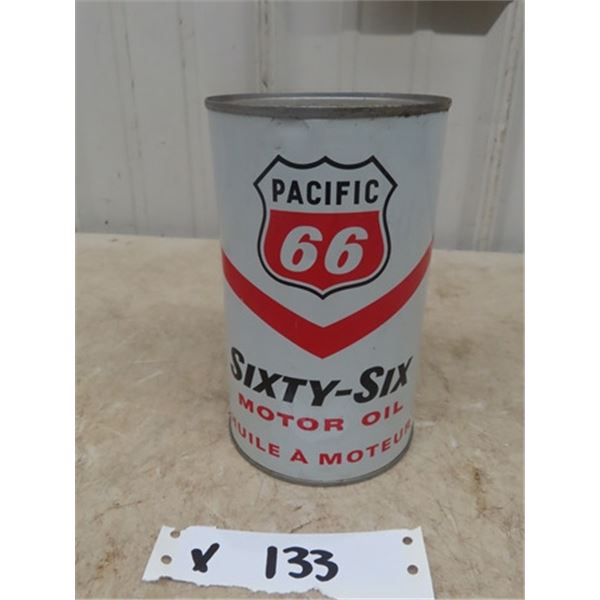 PACIFIC
66
SIXTY-SIX
MOTOR OIL
HUILE À MOTEUR
X 133